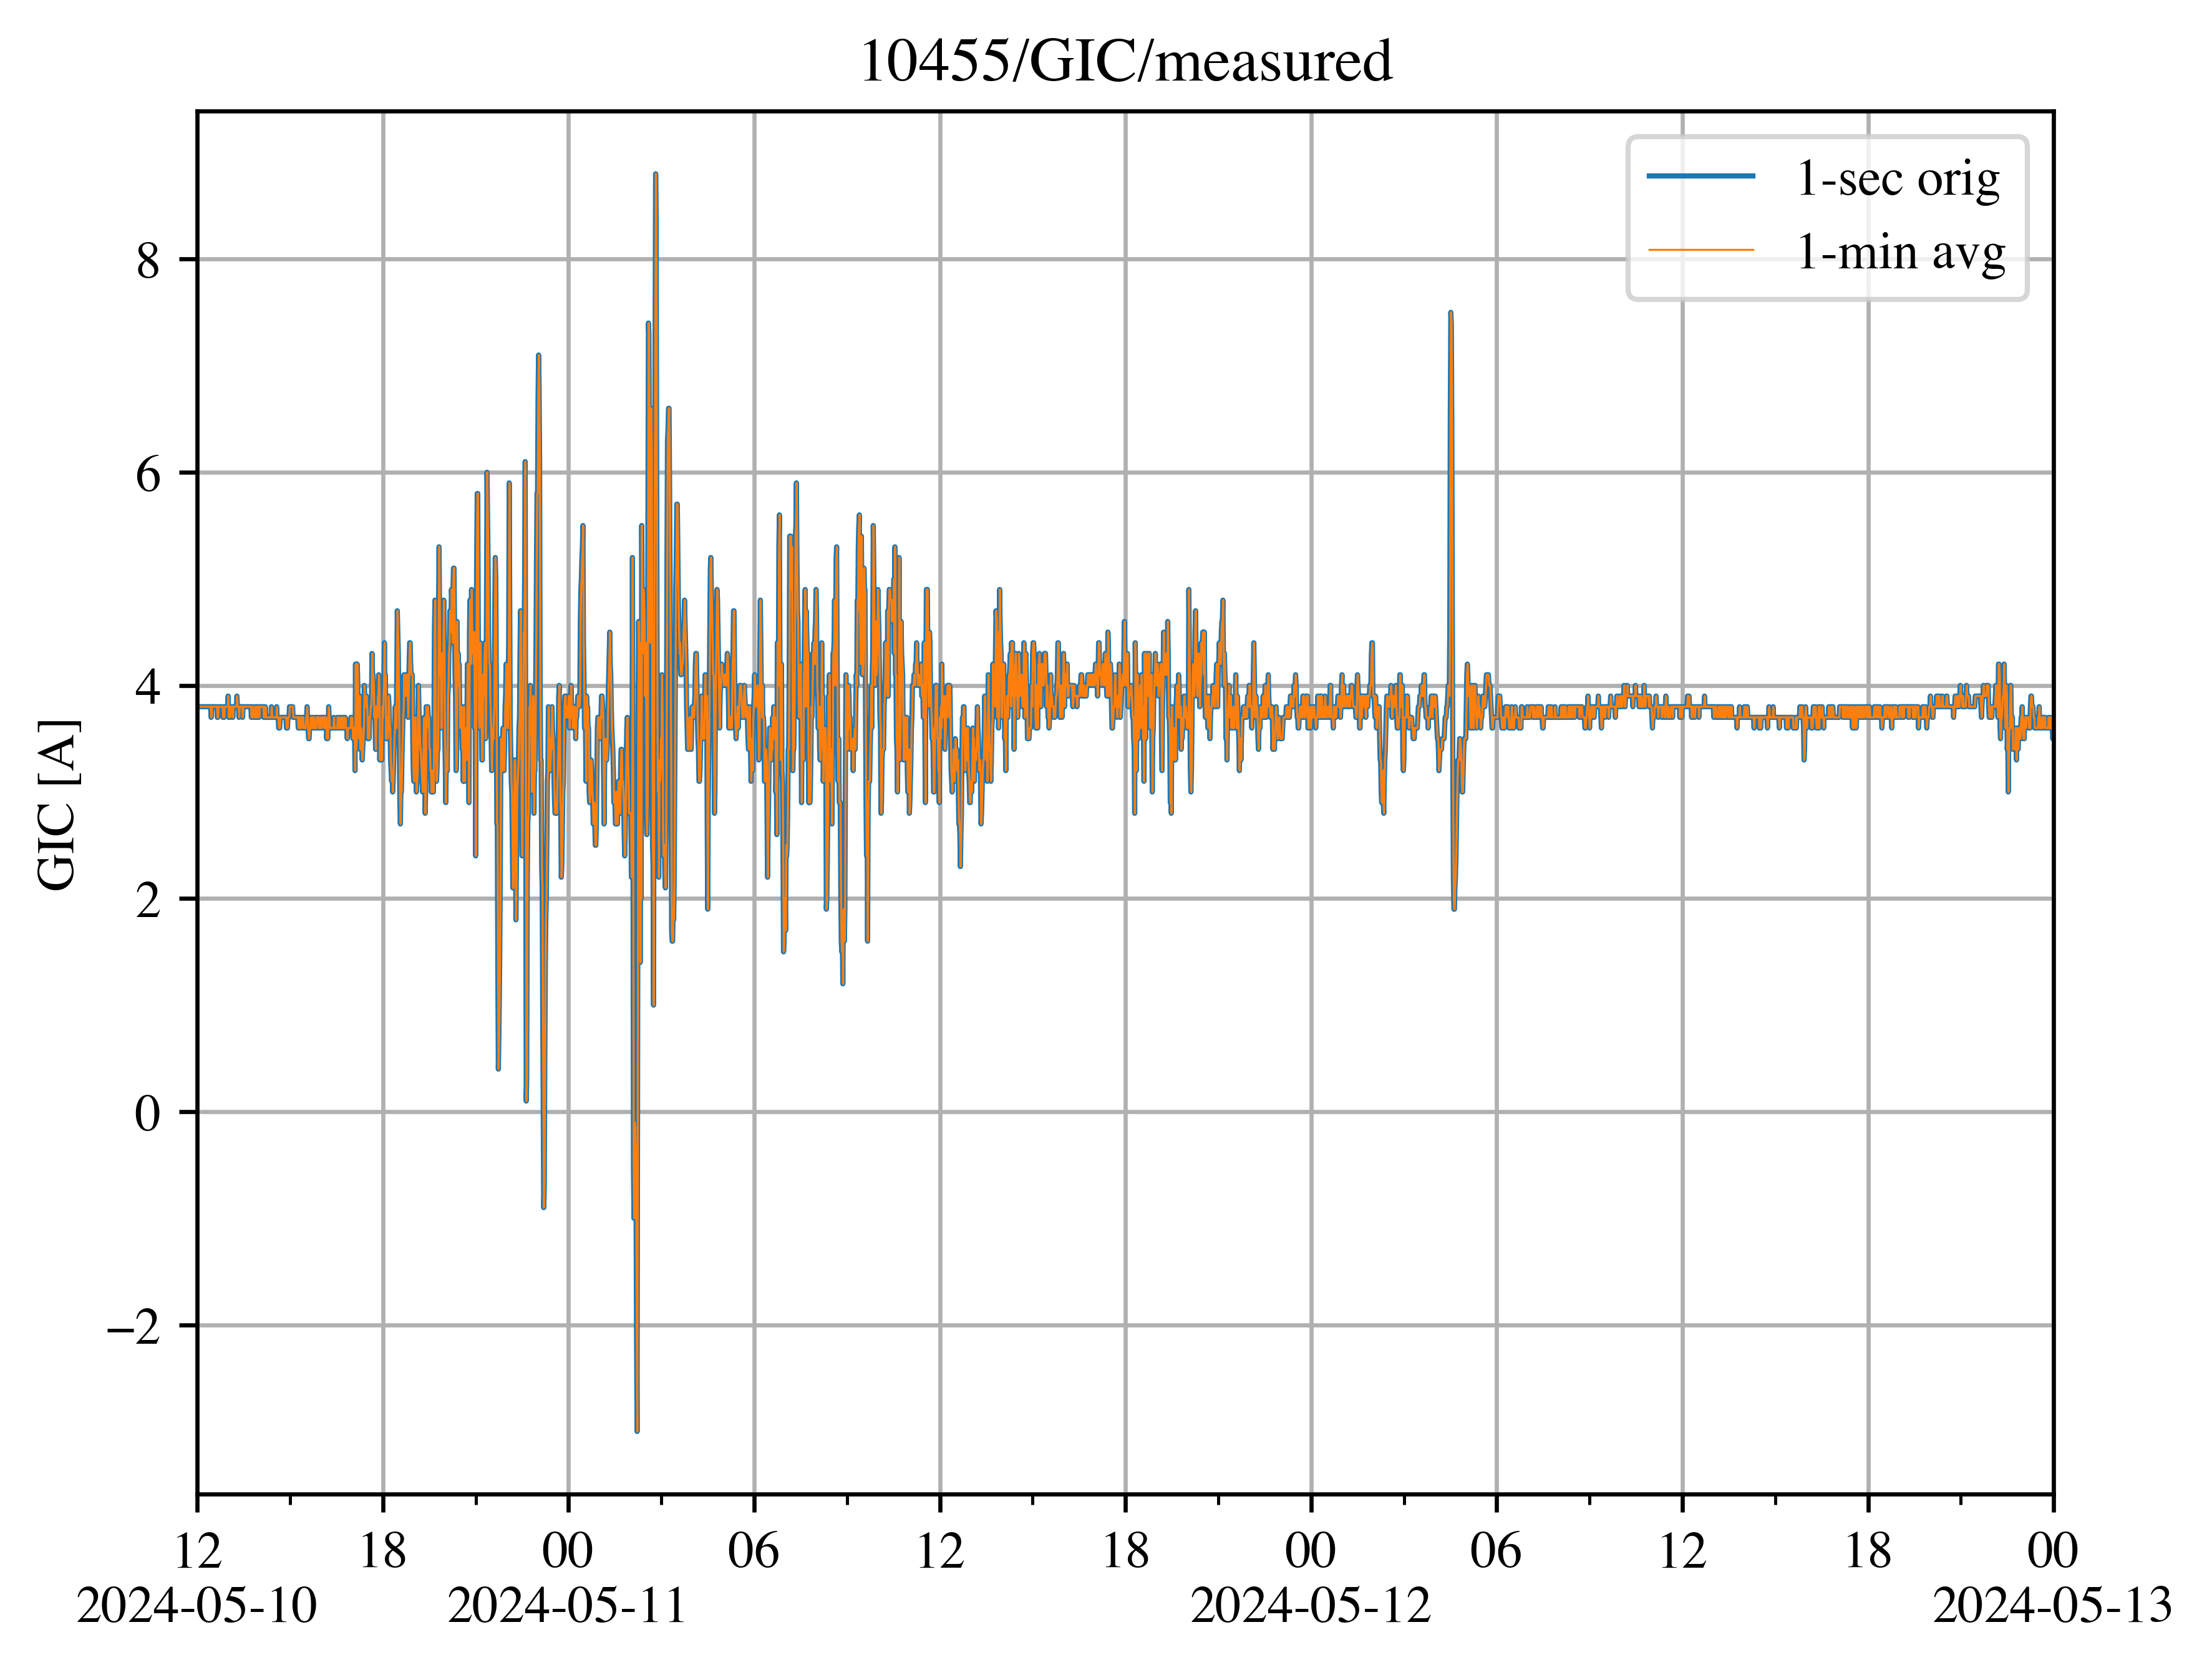 10455/GIC/measured
1-sec orig
1-min avg
GIC [A]
8
6
4
2
0
−2
12 18 00 06 12 18 00 06 12 18 00
2024-05-10 2024-05-11 2024-05-12 2024-05-13